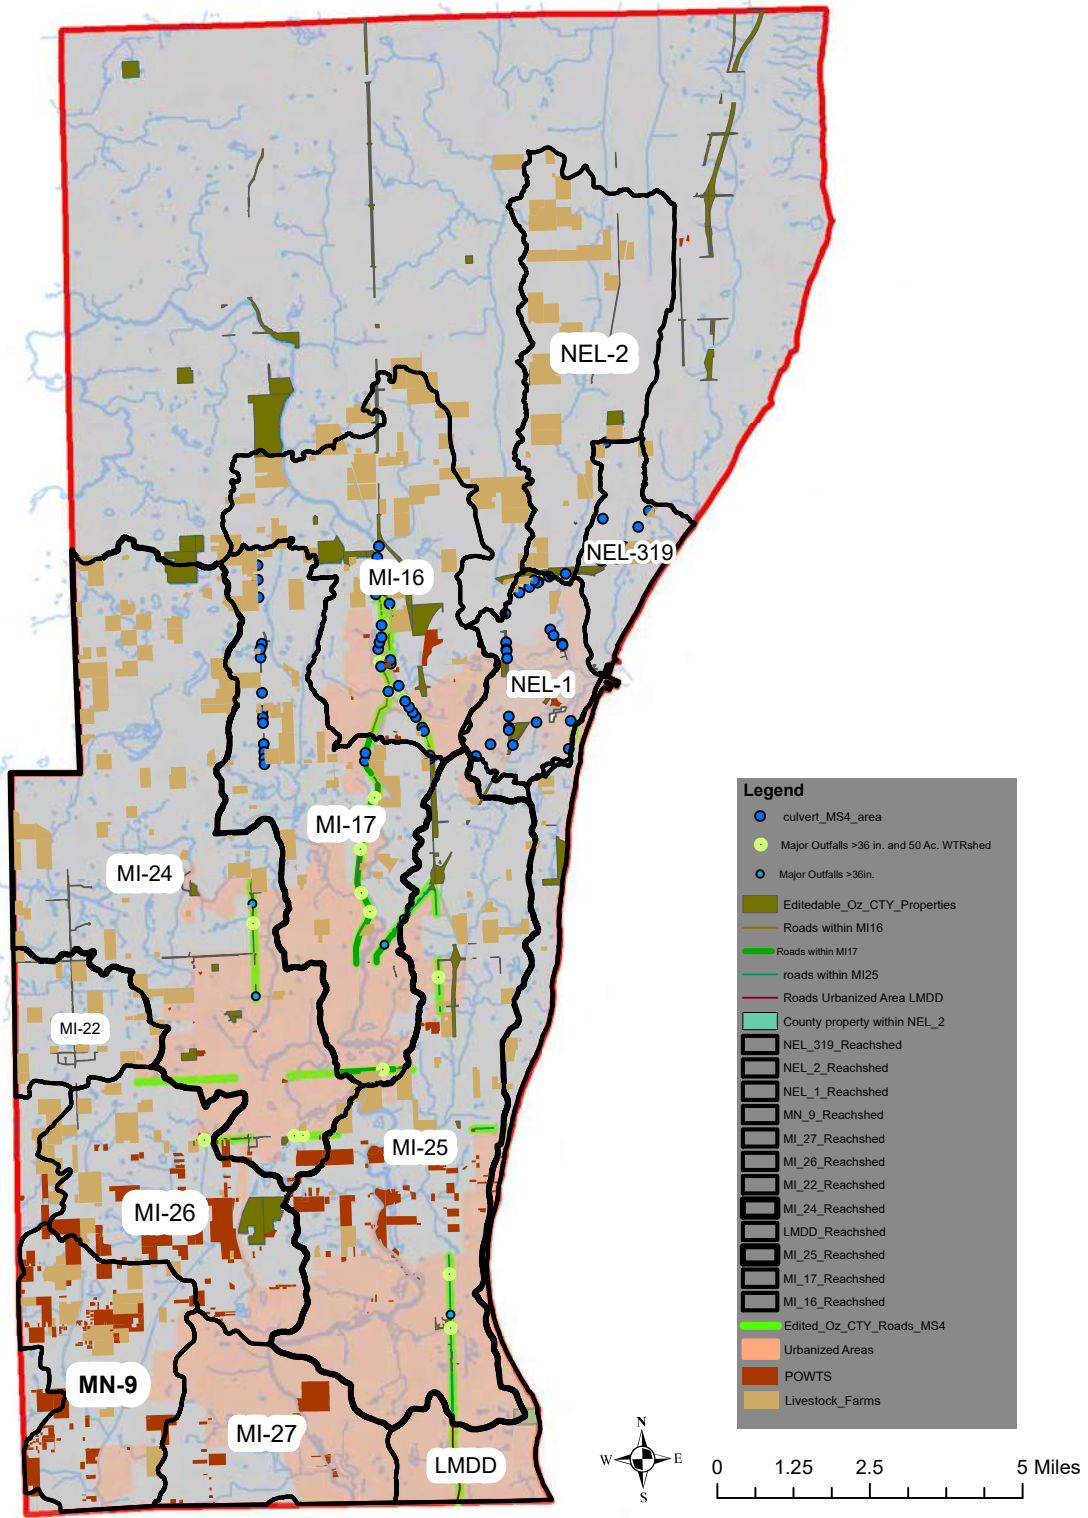 NEL-2
NEL-319
MI-16
NEL-1
MI-17
MI-24
MI-22
MI-25
MI-26
MN-9
MI-27
LMDD
Legend
culvert_MS4_area
Major Outfalls >36 in. and 50 Ac. WTRshed
Major Outfalls >36in.
Editedable_Oz_CTY_Properties
Roads within MI16
Roads within MI17
roads within MI25
Roads Urbanized Area LMDD
County property within NEL_2
NEL_319_Reachshed
NEL_2_Reachshed
NEL_1_Reachshed
MN_9_Reachshed
MI_27_Reachshed
MI_26_Reachshed
MI_22_Reachshed
MI_24_Reachshed
LMDD_Reachshed
MI_25_Reachshed
MI_17_Reachshed
MI_16_Reachshed
Edited_Oz_CTY_Roads_MS4
Urbanized Areas
POWTS
Livestock_Farms
N
W E
S
0 1.25 2.5 5 Miles